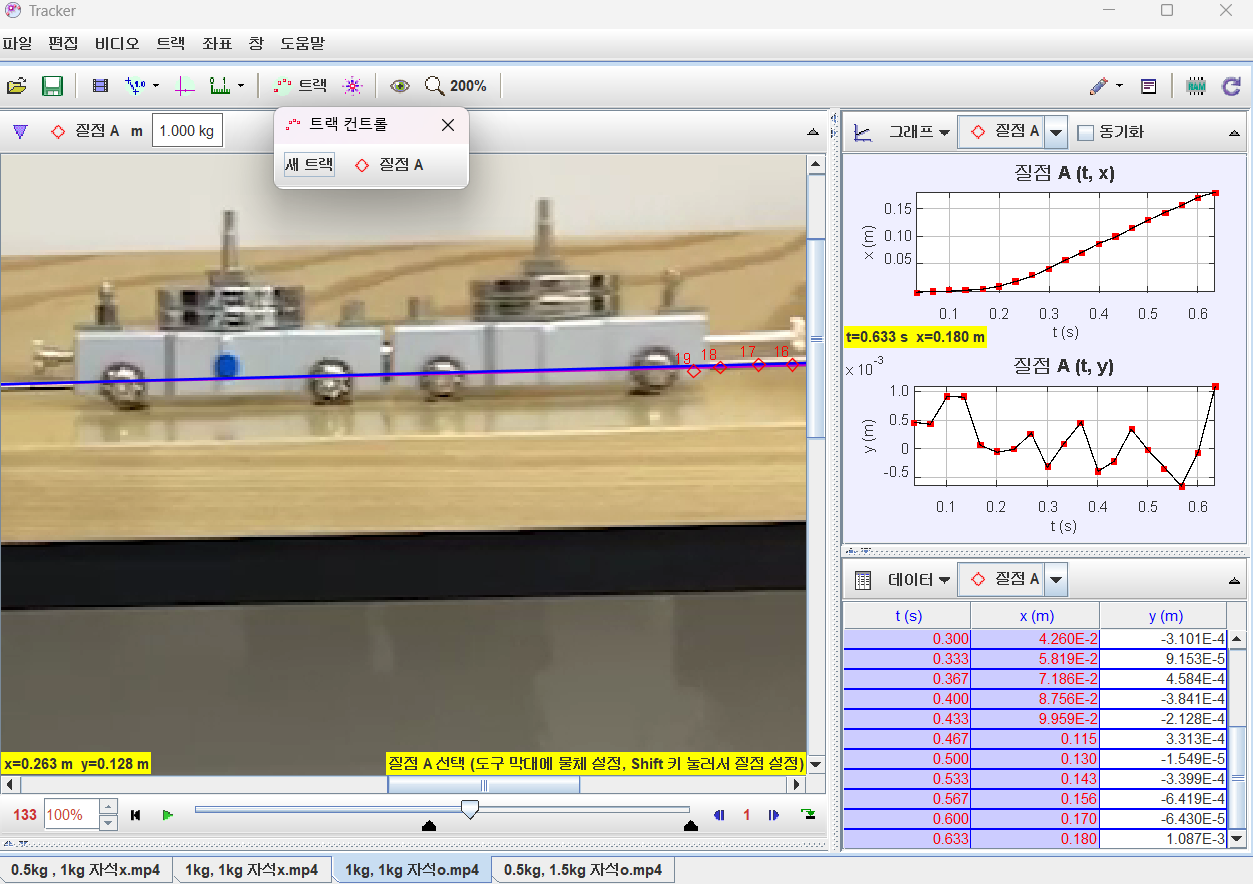 Tracker
파일 편집 비디오 트랙 좌표 창 도움말
+1.0 트랙 200% RAM
질점 A m 1.000 kg
트랙 컨트롤
새 트랙 질점 A
19 18 17 16
x=0.263 m y=0.128 m
질점 A 선택 (도구 막대에 물체 설정, Shift 키 눌러서 질점 설정)
133 100% 1
그래프 질점 A 동기화
질점 A (t, x)
x (m)
0.15
0.10
0.05
0.1 0.2 0.3 0.4 0.5 0.6
t (s)
t=0.633 s x=0.180 m
x 10⁻³
질점 A (t, y)
y (m)
1.0
0.5
0
-0.5
0.1 0.2 0.3 0.4 0.5 0.6
t (s)
데이터 질점 A
t (s) x (m) y (m)
0.300 4.260E-2 -3.101E-4
0.333 5.819E-2 9.153E-5
0.367 7.186E-2 4.584E-4
0.400 8.756E-2 -3.841E-4
0.433 9.959E-2 -2.128E-4
0.467 0.115 3.313E-4
0.500 0.130 -1.549E-5
0.533 0.143 -3.399E-4
0.567 0.156 -6.419E-4
0.600 0.170 -6.430E-5
0.633 0.180 1.087E-3
0.5kg , 1kg 자석x.mp4 1kg, 1kg 자석x.mp4 1kg, 1kg 자석o.mp4 0.5kg, 1.5kg 자석o.mp4